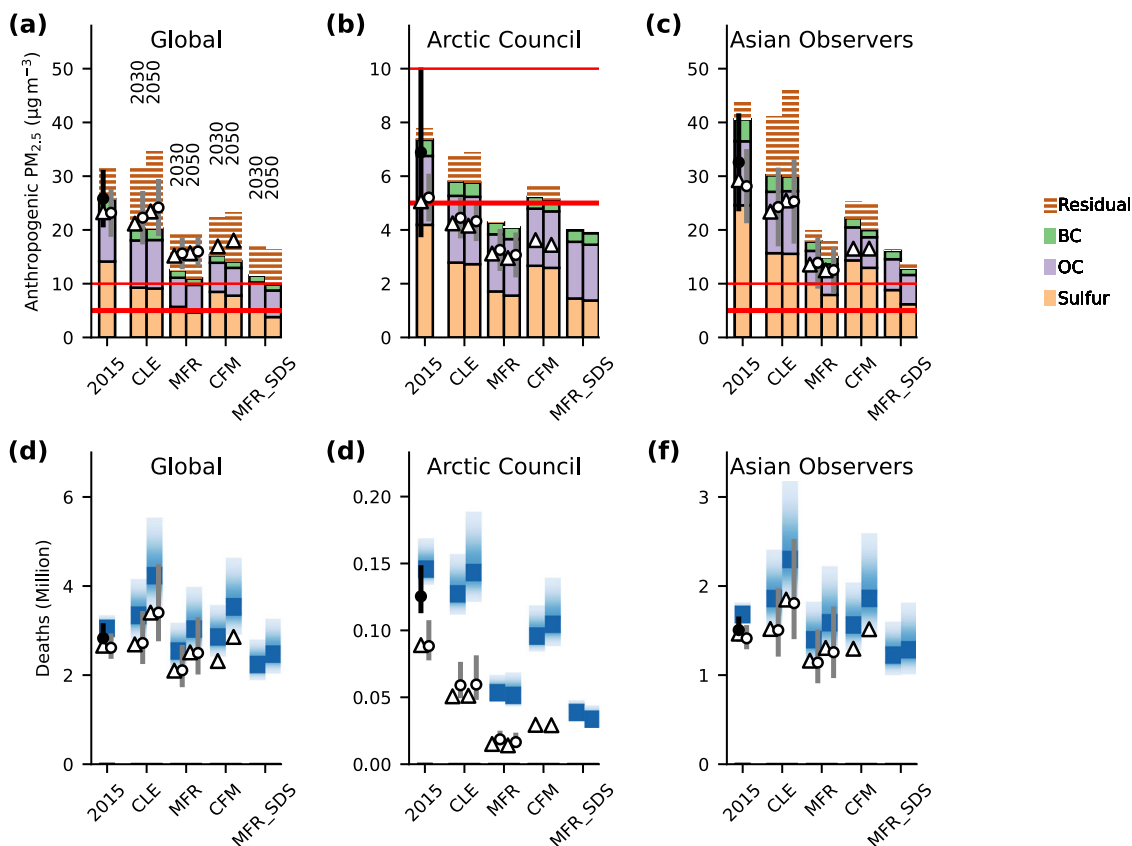 (a)
Global
(b)
Arctic Council
(c)
Asian Observers
Anthropogenic PM2.5 (µg m−3)
50
40
30
20
10
0
2030
2050
2030
2050
2030
2050
2030
2050
2015
CLE
MFR
CFM
MFR_SDS
10
8
6
4
2
0
2015
CLE
MFR
CFM
MFR_SDS
50
40
30
20
10
0
2015
CLE
MFR
CFM
MFR_SDS
Residual
BC
OC
Sulfur
(d)
Global
(d)
Arctic Council
(f)
Asian Observers
Deaths (Million)
6
4
2
0
2015
CLE
MFR
CFM
MFR_SDS
0.20
0.15
0.10
0.05
0.00
2015
CLE
MFR
CFM
MFR_SDS
3
2
1
0
2015
CLE
MFR
CFM
MFR_SDS